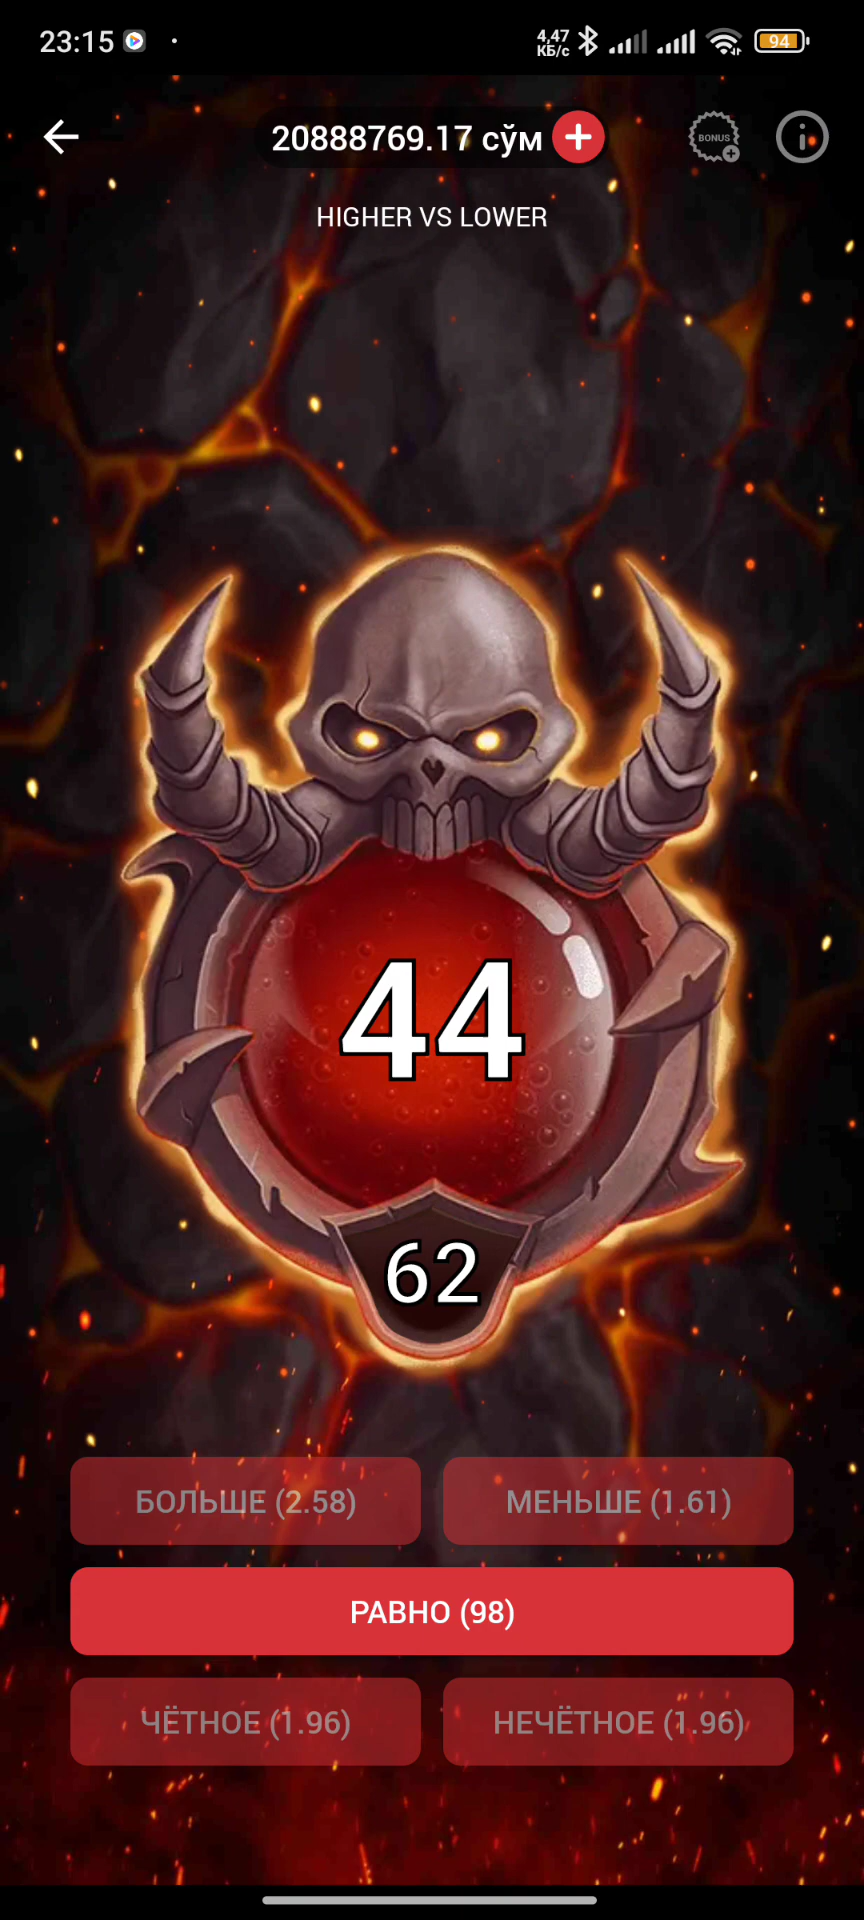 23:15
4,47
КБ/с
94
20888769.17 сўм
BONUS
HIGHER VS LOWER
44
62
БОЛЬШЕ (2.58)
МЕНЬШЕ (1.61)
РАВНО (98)
ЧЁТНОЕ (1.96)
НЕЧЁТНОЕ (1.96)